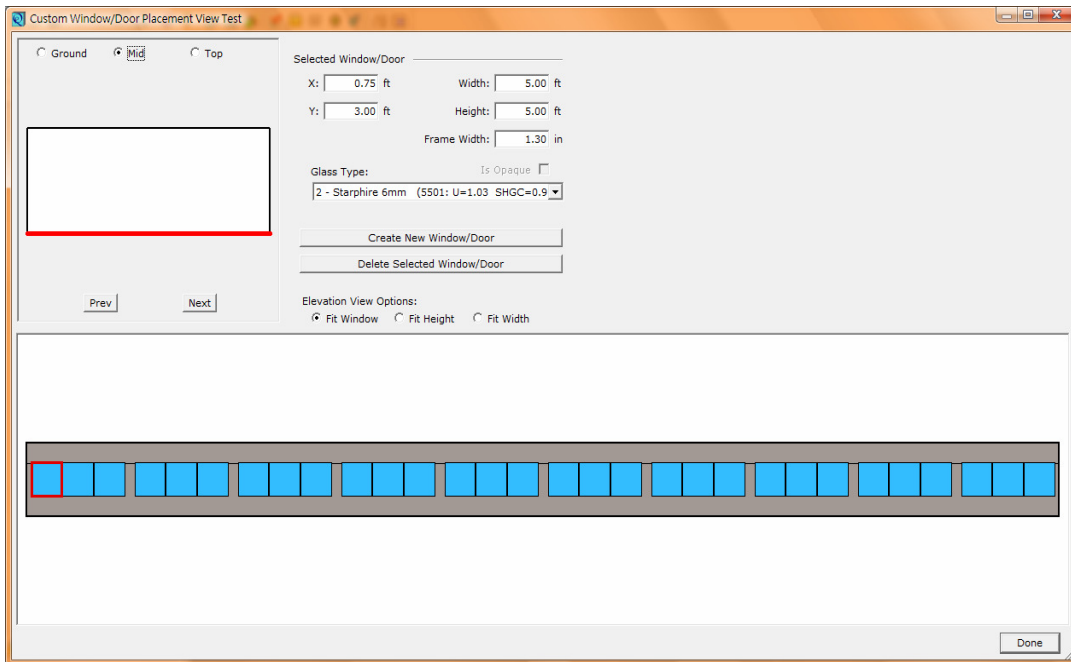 Custom Window/Door Placement View Test
Ground Mid Top
Prev Next
Selected Window/Door
X: 0.75 ft Width: 5.00 ft
Y: 3.00 ft Height: 5.00 ft
Frame Width: 1.30 in
Glass Type: Is Opaque
2 - Starphire 6mm (5501: U=1.03 SHGC=0.9
Create New Window/Door
Delete Selected Window/Door
Elevation View Options:
Fit Window Fit Height Fit Width
Done